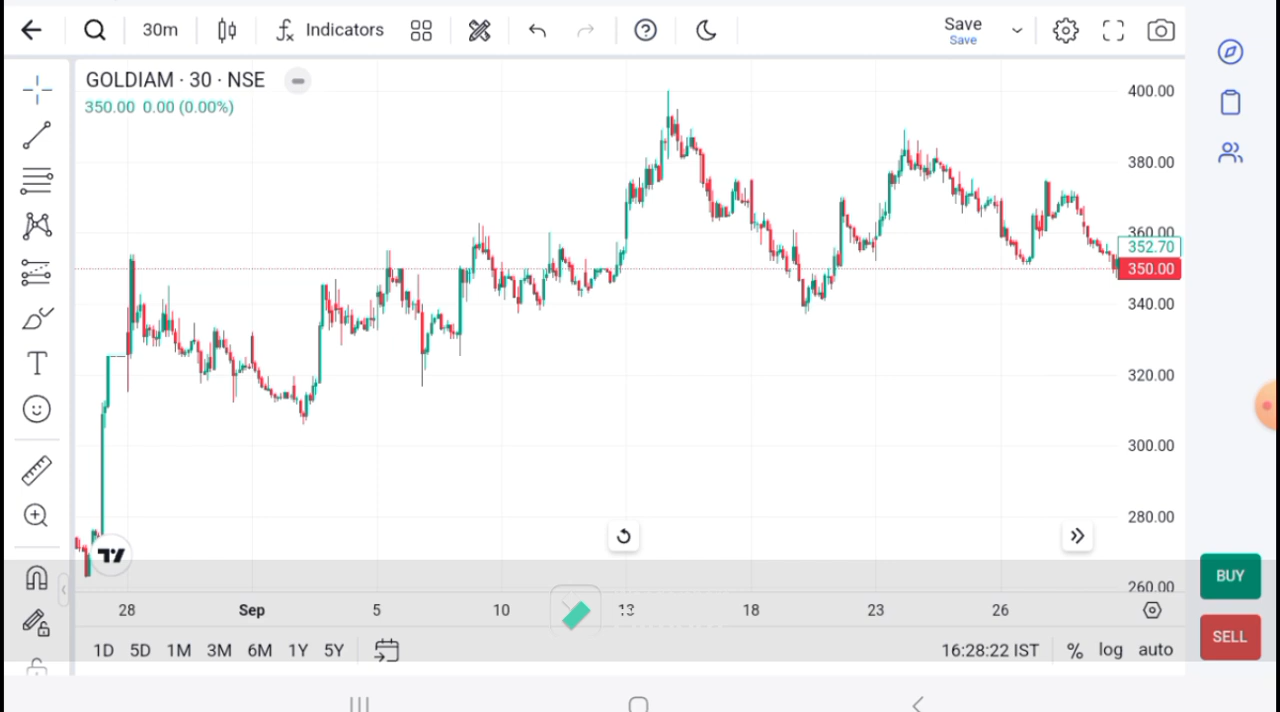 30m
Indicators
Save
Save
GOLDIAM · 30 · NSE
350.00 0.00 (0.00%)
400.00
380.00
360.00
352.70
350.00
340.00
320.00
300.00
280.00
260.00
28 Sep 5 10 13 18 23 26
1D 5D 1M 3M 6M 1Y 5Y
16:28:22 IST % log auto
BUY
SELL